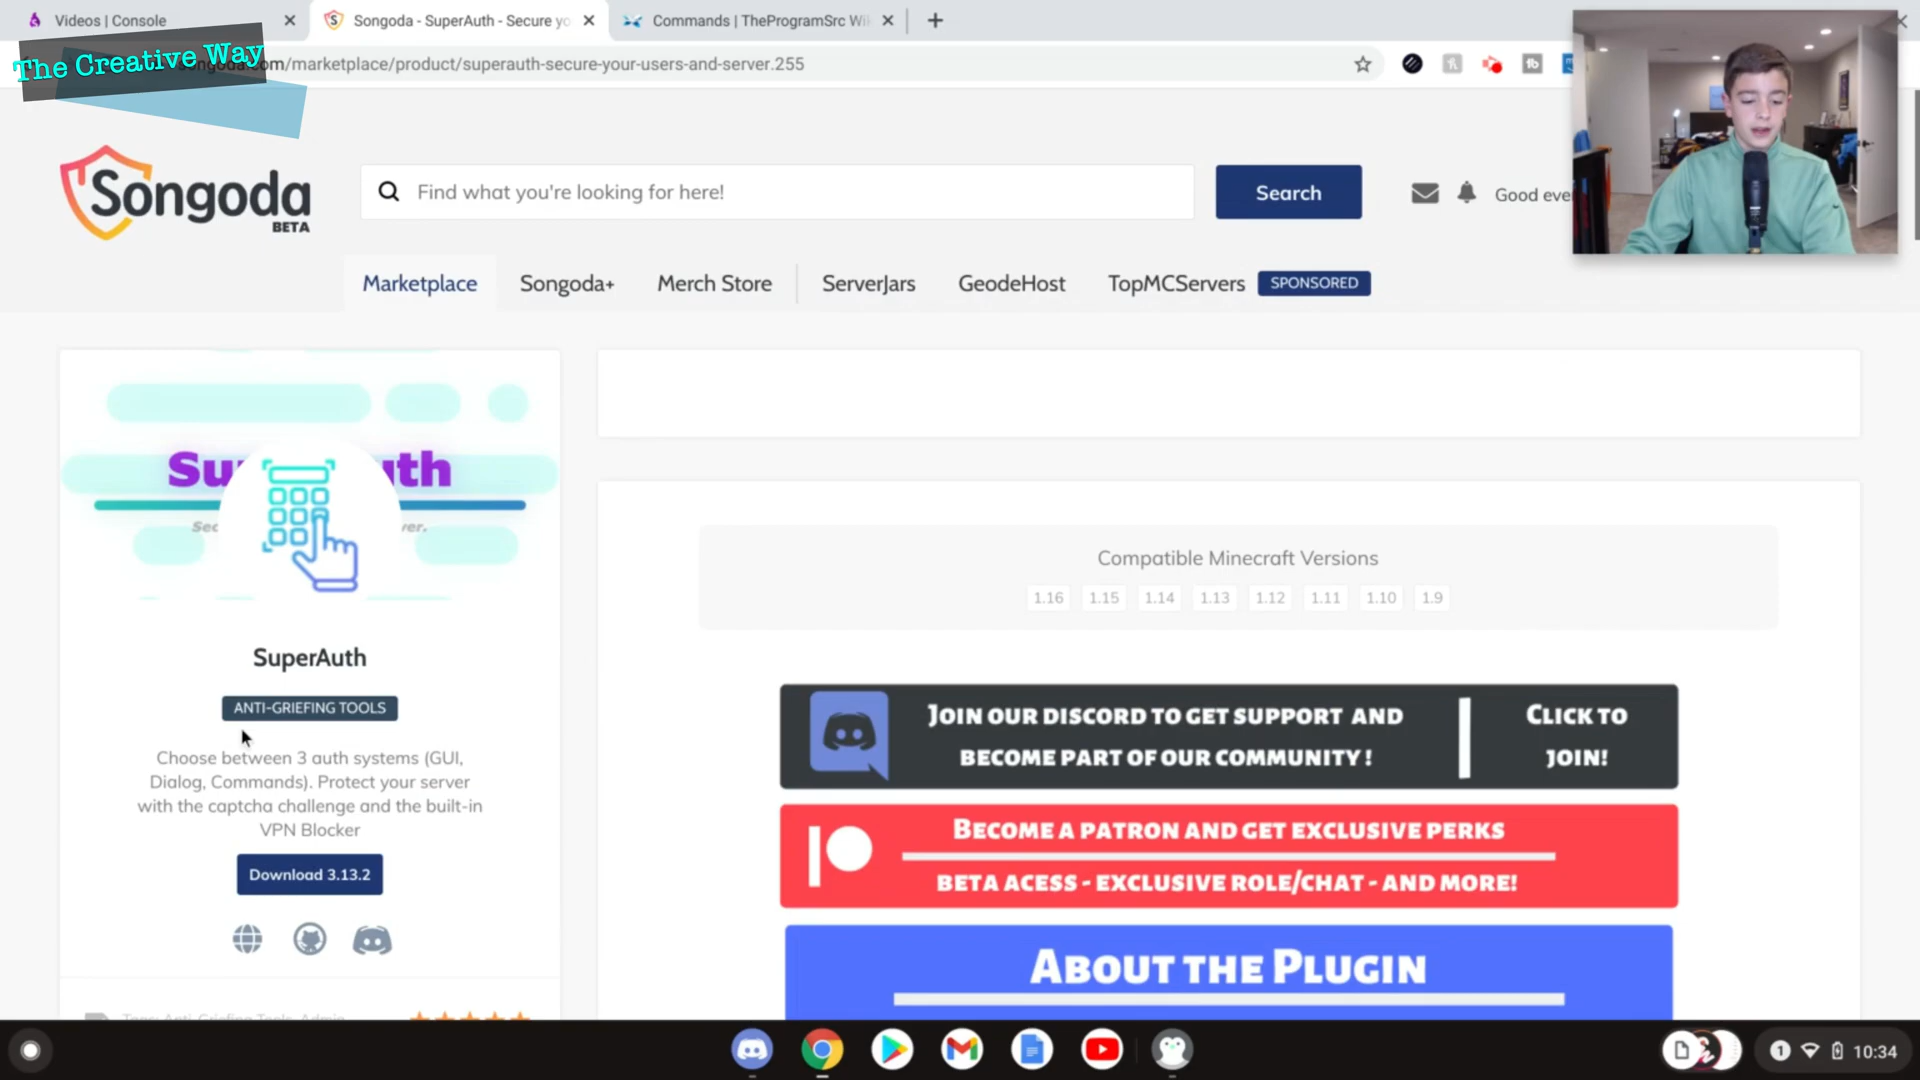 Videos | Console
Songoda - SuperAuth - Secure yo
Commands | TheProgramSrc Wi
The Creative Way
.com/marketplace/product/superauth-secure-your-users-and-server.255
Songoda
BETA
Find what you're looking for here!
Search
Good eve
Marketplace
Songoda+
Merch Store
ServerJars
GeodeHost
TopMCServers
SPONSORED
Su uth
Sec ver.
SuperAuth
ANTI-GRIEFING TOOLS
Choose between 3 auth systems (GUI,
Dialog, Commands). Protect your server
with the captcha challenge and the built-in
VPN Blocker
Download 3.13.2
Compatible Minecraft Versions
1.16 1.15 1.14 1.13 1.12 1.11 1.10 1.9
JOIN OUR DISCORD TO GET SUPPORT AND
BECOME PART OF OUR COMMUNITY !
CLICK TO
JOIN!
BECOME A PATRON AND GET EXCLUSIVE PERKS
BETA ACESS - EXCLUSIVE ROLE/CHAT - AND MORE!
ABOUT THE PLUGIN
1
10:34